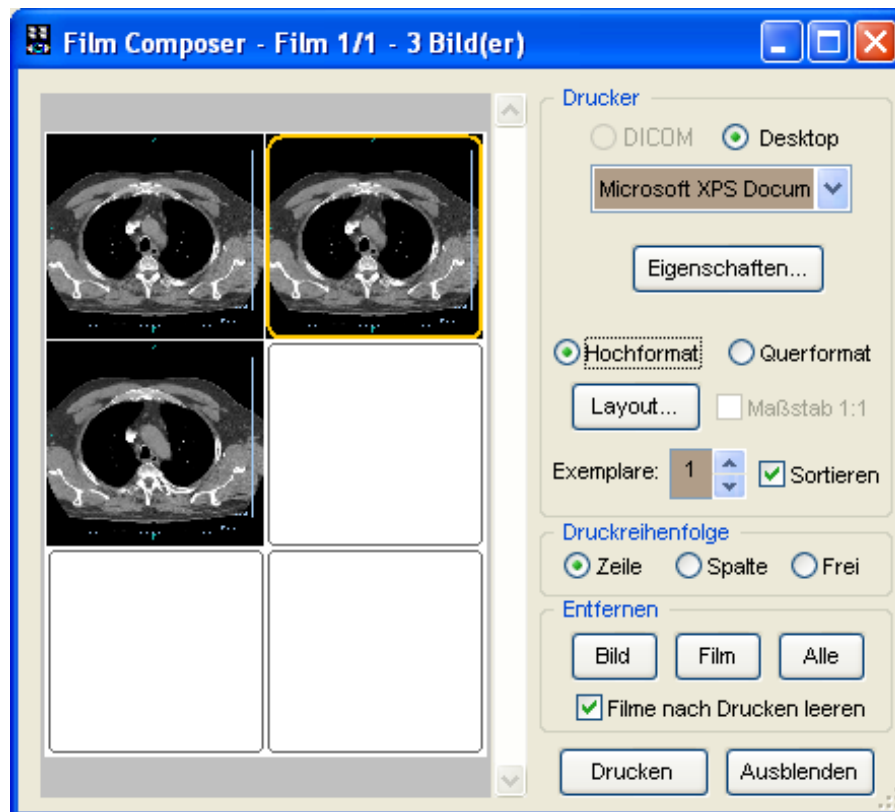 Film Composer - Film 1/1 - 3 Bild(er)
Drucker
DICOM Desktop
Microsoft XPS Docum
Eigenschaften...
Hochformat Querformat
Layout... Maßstab 1:1
Exemplare: 1 Sortieren
Druckreihenfolge
Zeile Spalte Frei
Entfernen
Bild Film Alle
Filme nach Drucken leeren
Drucken Ausblenden